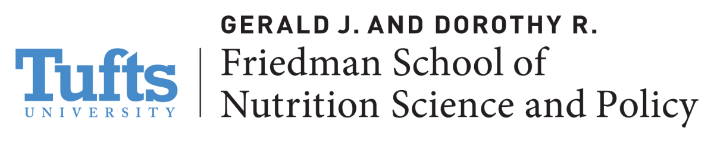 Tufts
UNIVERSITY
GERALD J. AND DOROTHY R.
Friedman School of
Nutrition Science and Policy